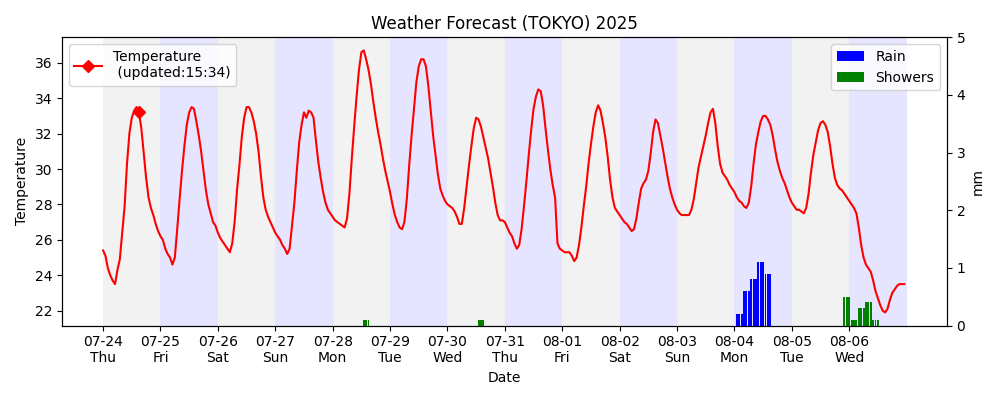 Weather Forecast (TOKYO) 2025
Temperature
(updated:15:34)
Rain
Showers
Temperature
36
34
32
30
28
26
24
22
5
4
3
2
1
0
mm
07-24 07-25 07-26 07-27 07-28 07-29 07-30 07-31 08-01 08-02 08-03 08-04 08-05 08-06
Thu Fri Sat Sun Mon Tue Wed Thu Fri Sat Sun Mon Tue Wed
Date